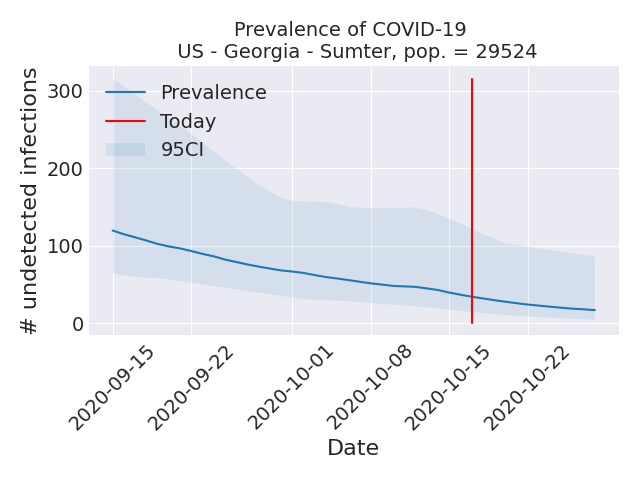 Prevalence of COVID-19
US - Georgia - Sumter, pop. = 29524
# undetected infections
300
200
100
0
Prevalence
Today
95CI
2020-09-15
2020-09-22
2020-10-01
2020-10-08
2020-10-15
2020-10-22
Date